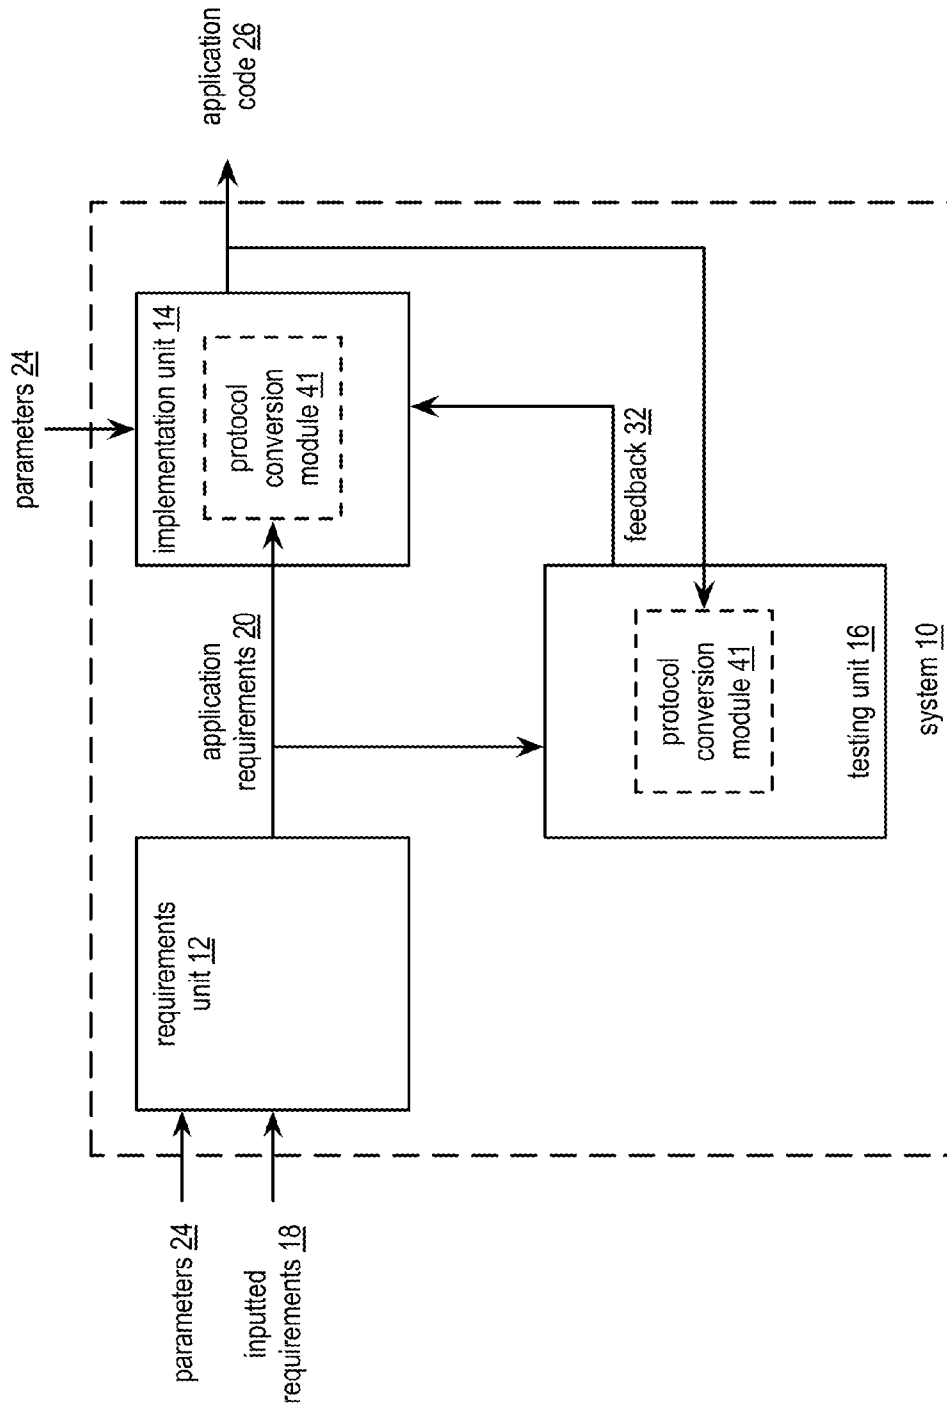 parameters 24
application
code 26
implementation unit 14
protocol
conversion
module 41
application
requirements 20
requirements
unit 12
parameters 24
inputted
requirements 18
feedback 32
protocol
conversion
module 41
testing unit 16
system 10